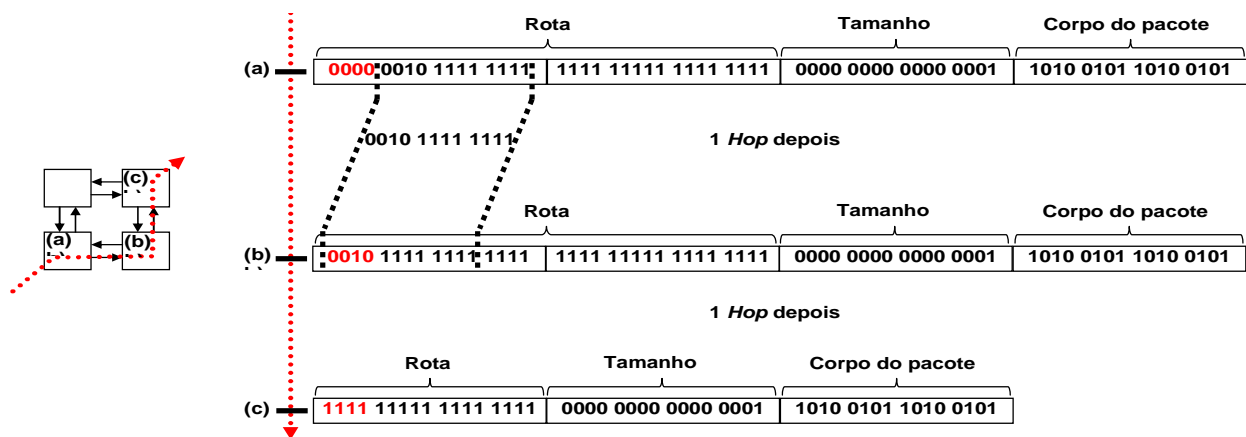 Rota Tamanho Corpo do pacote
(a) 0000 0010 1111 1111 1111 11111 1111 1111 0000 0000 0000 0001 1010 0101 1010 0101
0010 1111 1111 1 Hop depois
(c)
(a) (b)
Rota Tamanho Corpo do pacote
(b) 0010 1111 1111 1111 1111 11111 1111 1111 0000 0000 0000 0001 1010 0101 1010 0101
1 Hop depois
Rota Tamanho Corpo do pacote
(c) 1111 11111 1111 1111 0000 0000 0000 0001 1010 0101 1010 0101